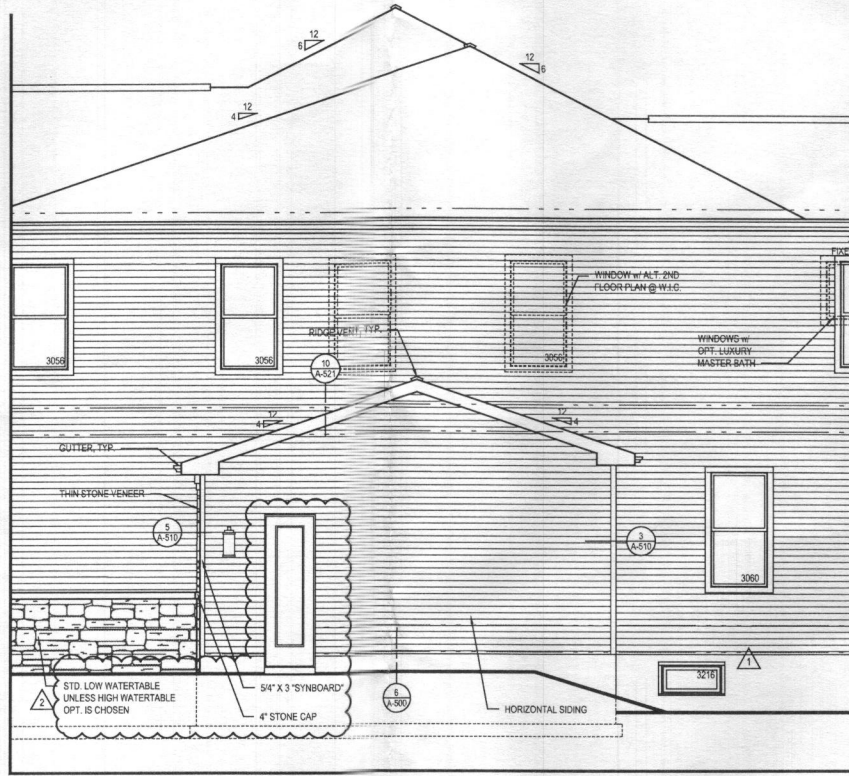 12
6
12
6
12
4
FIXE
WINDOW w/ ALT. 2ND
FLOOR PLAN @ W.I.C.
RIDGE VENT, TYP.
WINDOWS w/
OPT. LUXURY
MASTER BATH
3056
3056
3056
10
A-521
12
4
12
4
GUTTER, TYP.
THIN STONE VENEER
5
A-510
3
A-510
3060
1
3216
STD. LOW WATERTABLE
UNLESS HIGH WATERTABLE
OPT. IS CHOSEN
2
5/4" X 3 "SYNBOARD"
4" STONE CAP
6
A-500
HORIZONTAL SIDING